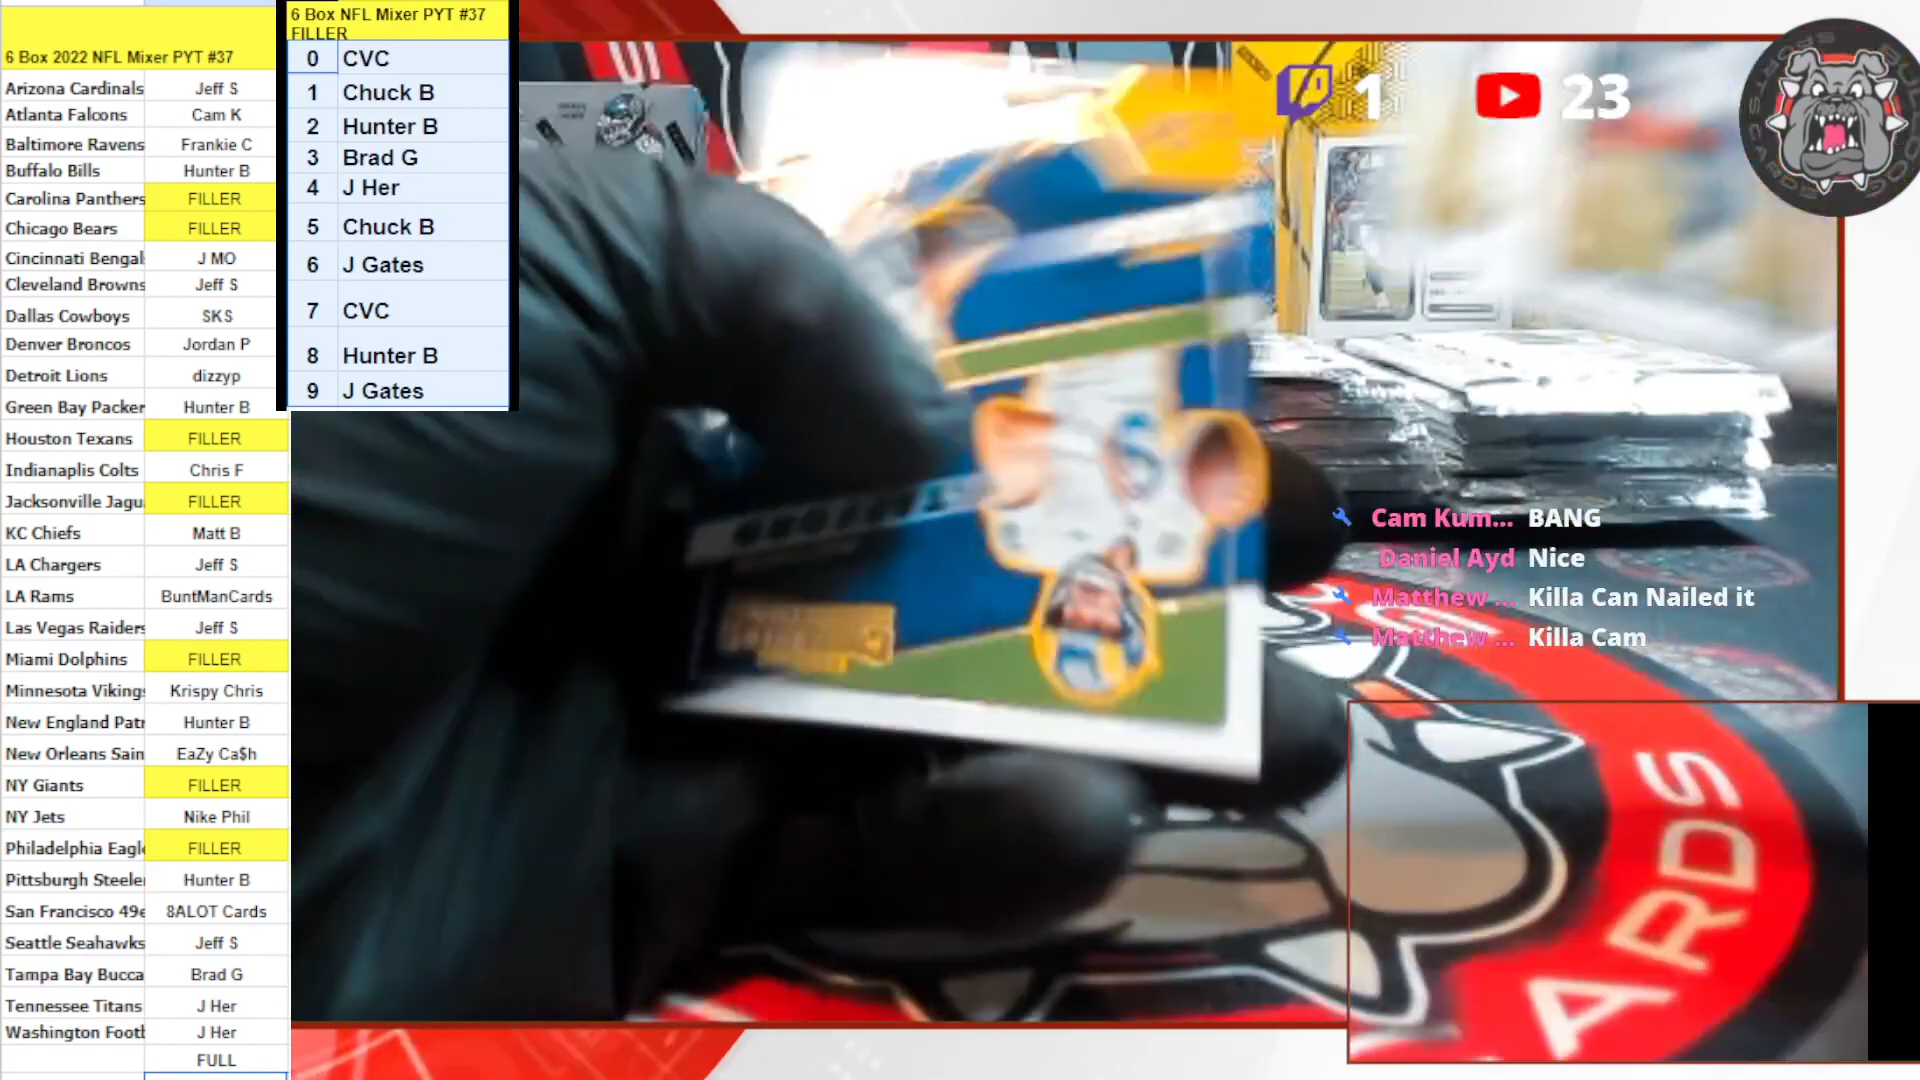 6 Box 2022 NFL Mixer PYT #37
Arizona Cardinals Jeff S
Atlanta Falcons Cam K
Baltimore Ravens Frankie C
Buffalo Bills Hunter B
Carolina Panthers FILLER
Chicago Bears FILLER
Cincinnati Bengal J MO
Cleveland Browns Jeff S
Dallas Cowboys SKS
Denver Broncos Jordan P
Detroit Lions dizzyp
Green Bay Packer Hunter B
Houston Texans FILLER
Indianaplis Colts Chris F
Jacksonville Jagu FILLER
KC Chiefs Matt B
LA Chargers Jeff S
LA Rams BuntManCards
Las Vegas Raiders Jeff S
Miami Dolphins FILLER
Minnesota Vikings Krispy Chris
New England Patr Hunter B
New Orleans Sain EaZy Ca$h
NY Giants FILLER
NY Jets Nike Phil
Philadelphia Eagl FILLER
Pittsburgh Steele Hunter B
San Francisco 49e 8ALOT Cards
Seattle Seahawks Jeff S
Tampa Bay Bucca Brad G
Tennessee Titans J Her
Washington Footb J Her
FULL
6 Box NFL Mixer PYT #37
FILLER
0 CVC
1 Chuck B
2 Hunter B
3 Brad G
4 J Her
5 Chuck B
6 J Gates
7 CVC
8 Hunter B
9 J Gates
1 23
Cam Kum... BANG
Daniel Ayd Nice
Matthew ... Killa Can Nailed it
Matthew ... Killa Cam
ARDS